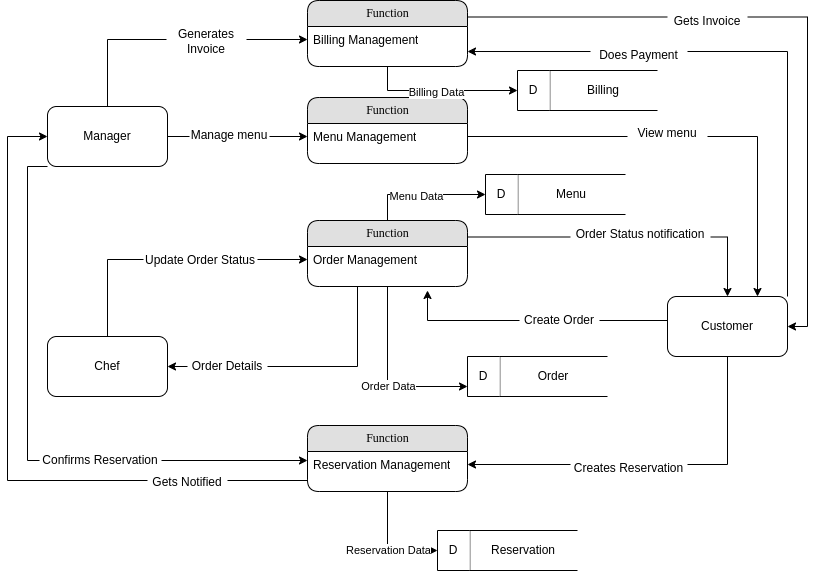 Function
Gets Invoice
Generates
Invoice
Billing Management
Does Payment
Billing Data
D
Billing
Function
Manager
Manage menu
Menu Management
View menu
Menu Data
D
Menu
Function
Order Status notification
Update Order Status
Order Management
Create Order
Customer
Chef
Order Details
D
Order
Order Data
Function
Confirms Reservation
Reservation Management
Creates Reservation
Gets Notified
Reservation Data
D
Reservation